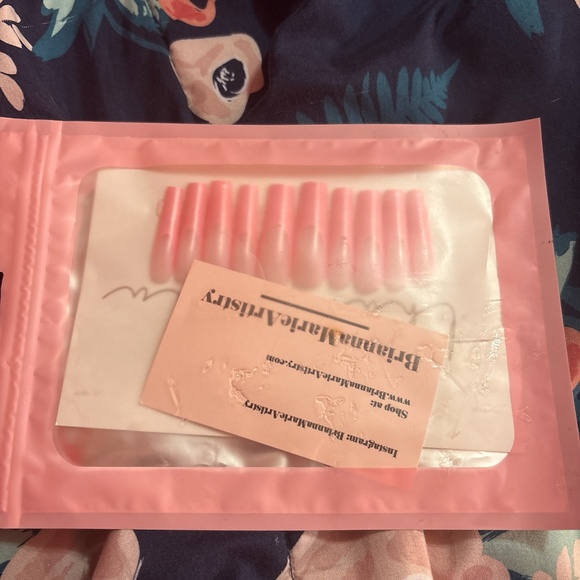 BriannaMarieArtistry
Shop at:
www.BriannaMarieArtistry.com
Instagram: BriannaMarieArtistry